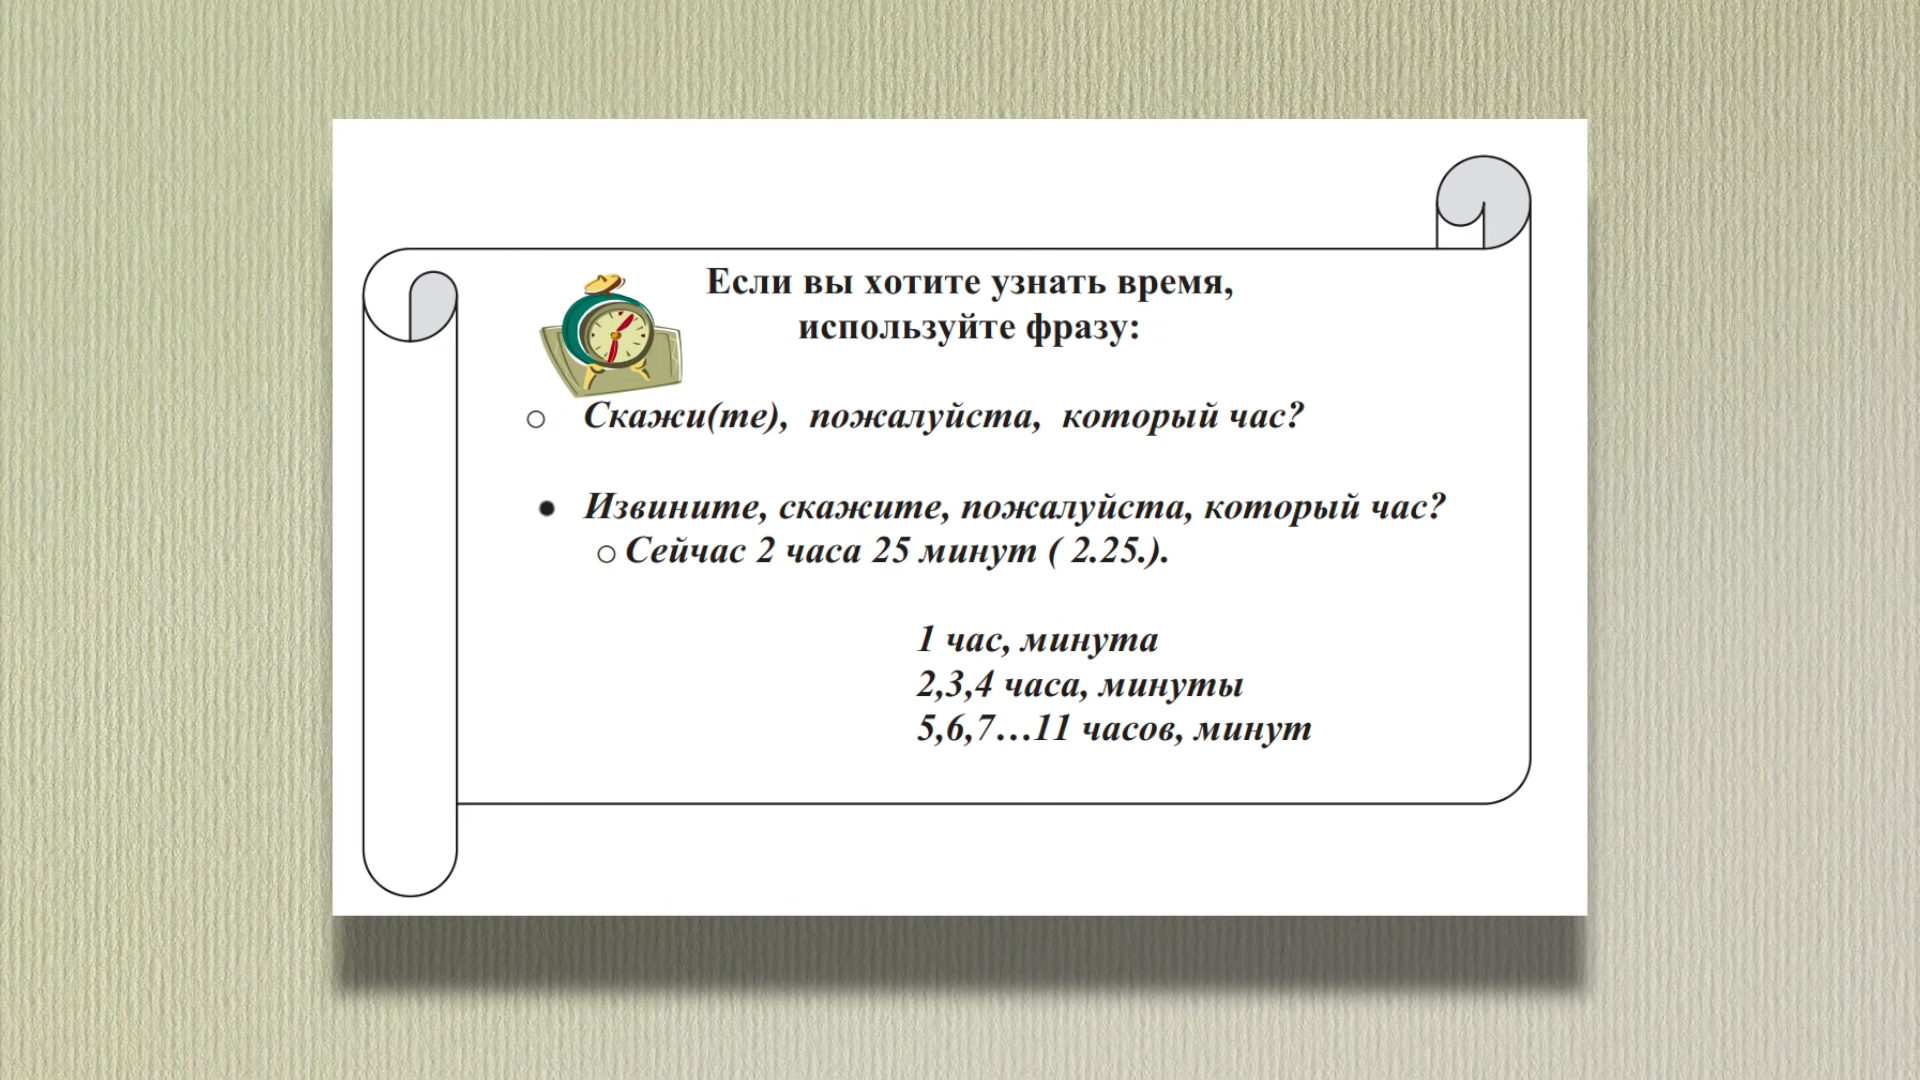 Если вы хотите узнать время,
используйте фразу:
Скажи(те), пожалуйста, который час?
Извините, скажите, пожалуйста, который час?
Сейчас 2 часа 25 минут ( 2.25.).
1 час, минута
2,3,4 часа, минуты
5,6,7…11 часов, минут